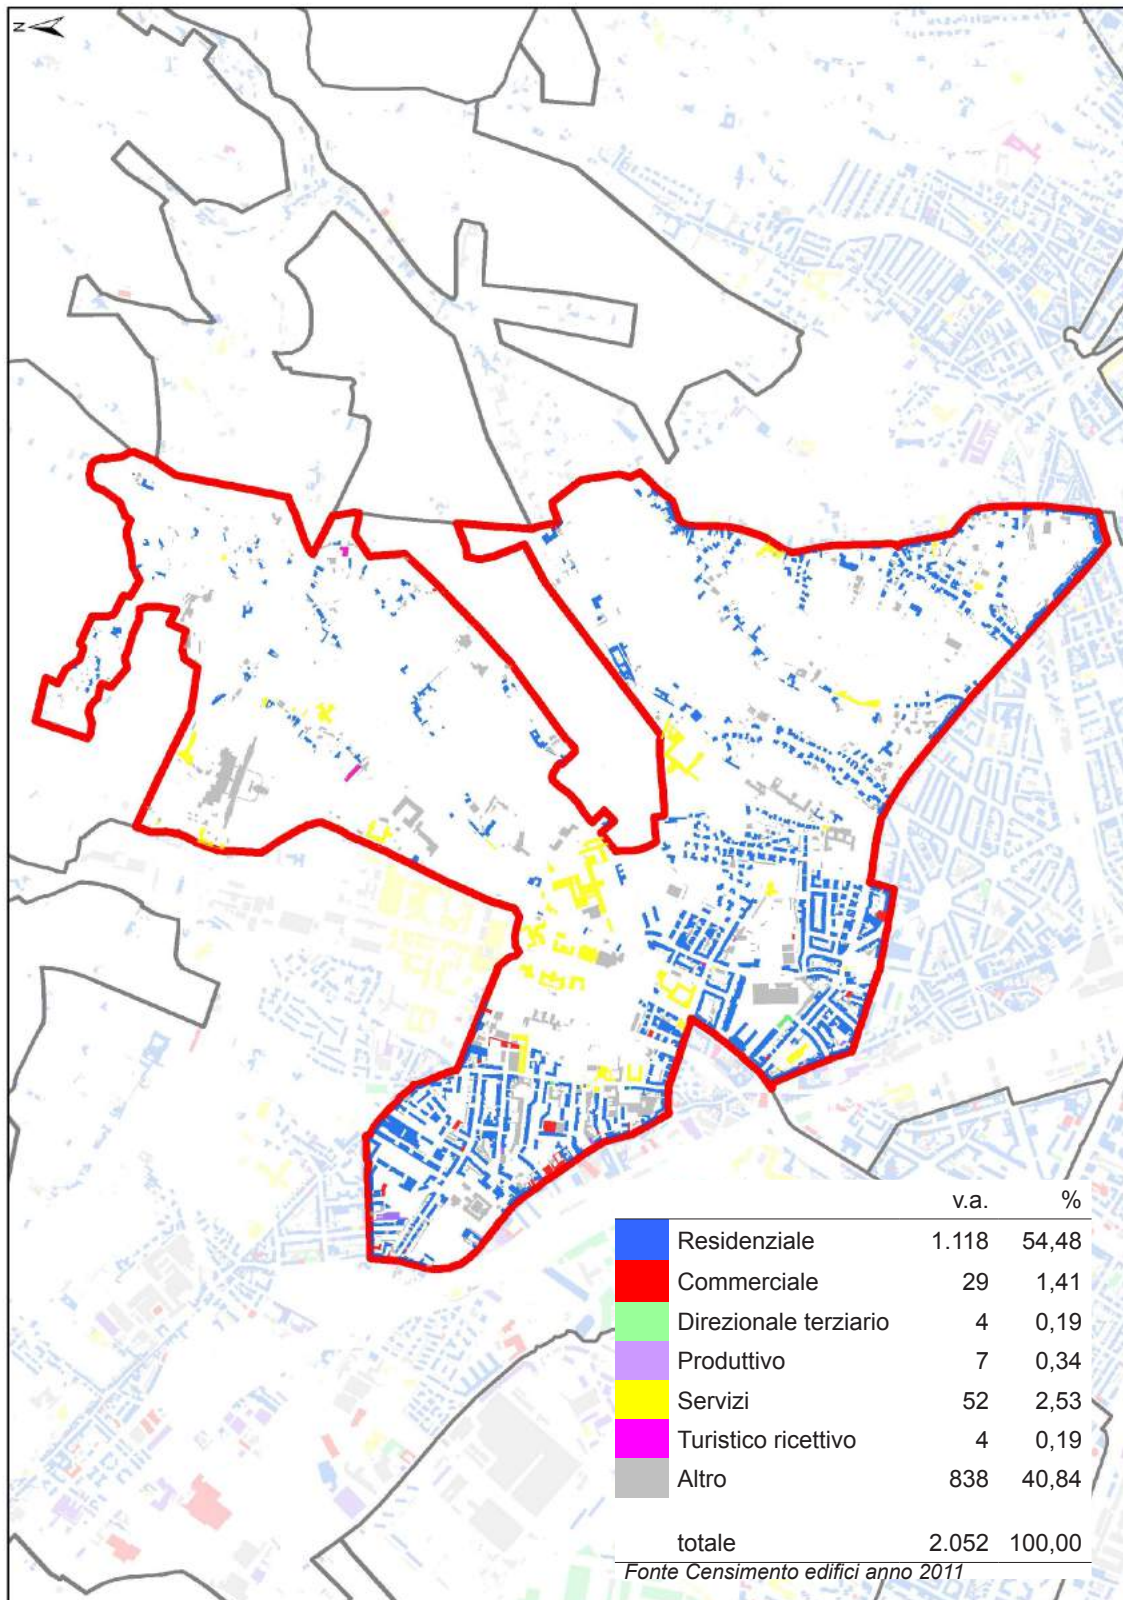 N
v.a. %
Residenziale 1.118 54,48
Commerciale 29 1,41
Direzionale terziario 4 0,19
Produttivo 7 0,34
Servizi 52 2,53
Turistico ricettivo 4 0,19
Altro 838 40,84
totale 2.052 100,00
Fonte Censimento edifici anno 2011